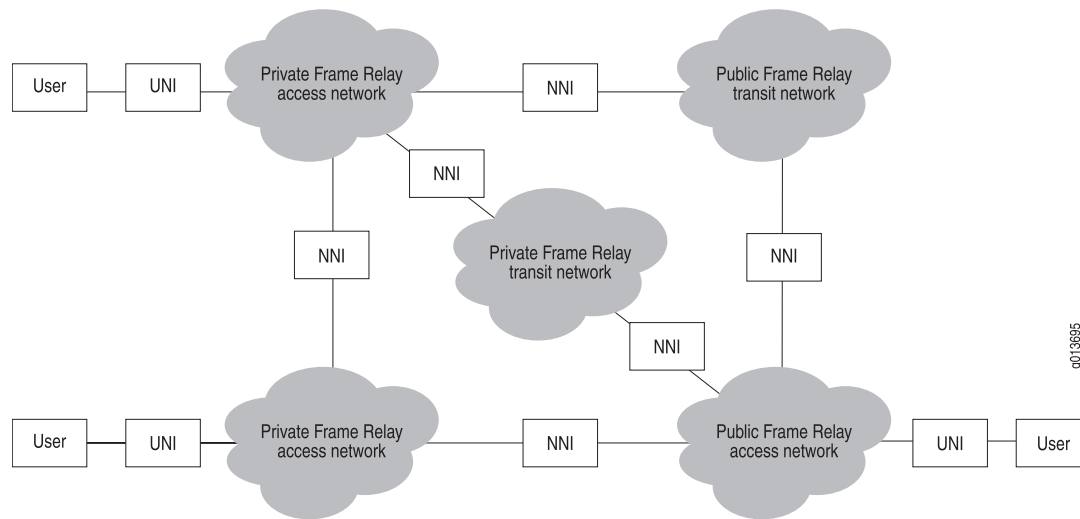 User
UNI
Private Frame Relay
access network
NNI
Public Frame Relay
transit network
NNI
NNI
Private Frame Relay
transit network
NNI
NNI
User
UNI
Private Frame Relay
access network
NNI
Public Frame Relay
access network
UNI
User
g013695